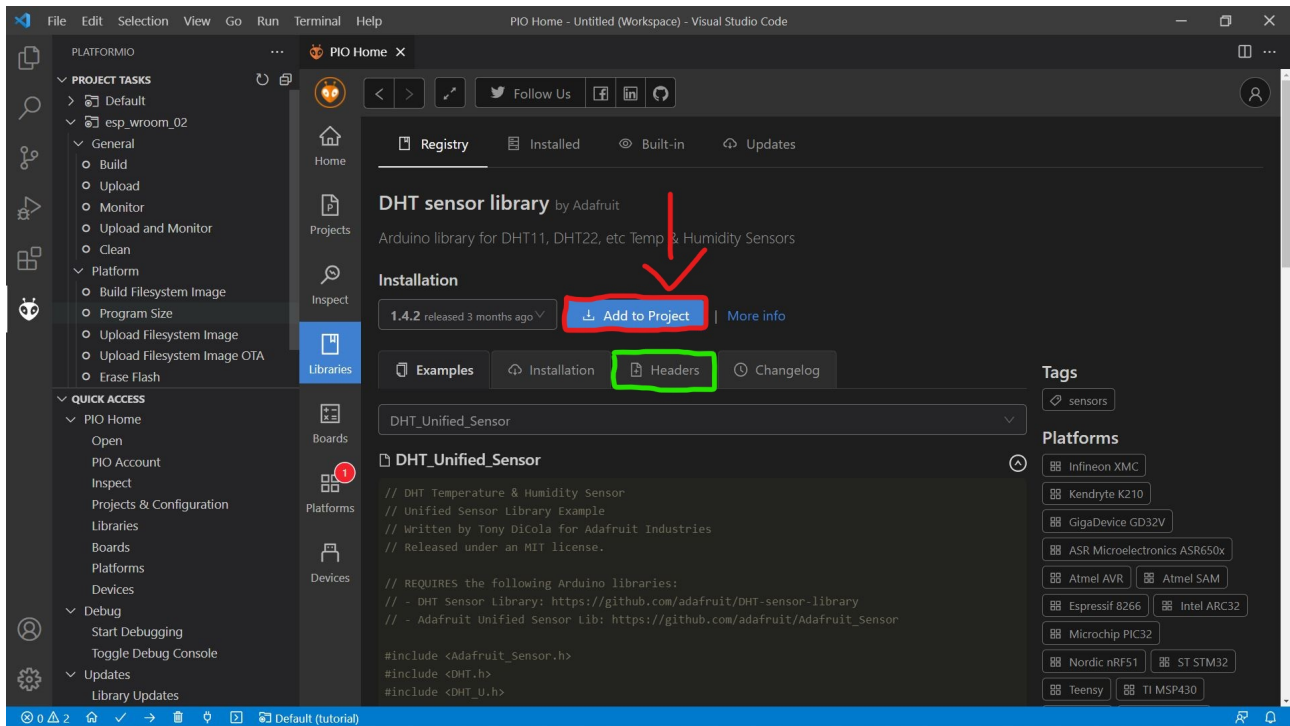 File Edit Selection View Go Run Terminal Help
PIO Home - Untitled (Workspace) - Visual Studio Code
PLATFORMIO
PROJECT TASKS
Default
esp_wroom_02
General
Build
Upload
Monitor
Upload and Monitor
Clean
Platform
Build Filesystem Image
Program Size
Upload Filesystem Image
Upload Filesystem Image OTA
Erase Flash
QUICK ACCESS
PIO Home
Open
PIO Account
Inspect
Projects & Configuration
Libraries
Boards
Platforms
Devices
Debug
Start Debugging
Toggle Debug Console
Updates
Library Updates
PIO Home
Follow Us
Home
Projects
Inspect
Libraries
Boards
1
Platforms
Devices
Registry Installed Built-in Updates
DHT sensor library by Adafruit
Arduino library for DHT11, DHT22, etc Temp & Humidity Sensors
Installation
1.4.2 released 3 months ago Add to Project | More info
Examples Installation Headers Changelog
DHT_Unified_Sensor
DHT_Unified_Sensor
// DHT Temperature & Humidity Sensor
// Unified Sensor Library Example
// Written by Tony DiCola for Adafruit Industries
// Released under an MIT license.
// REQUIRES the following Arduino libraries:
// - DHT Sensor Library: https://github.com/adafruit/DHT-sensor-library
// - Adafruit Unified Sensor Lib: https://github.com/adafruit/Adafruit_Sensor
#include <Adafruit_Sensor.h>
#include <DHT.h>
#include <DHT_U.h>
Tags
sensors
Platforms
Infineon XMC
Kendryte K210
GigaDevice GD32V
ASR Microelectronics ASR650x
Atmel AVR Atmel SAM
Espressif 8266 Intel ARC32
Microchip PIC32
Nordic nRF51 ST STM32
Teensy TI MSP430
0 2 Default (tutorial)